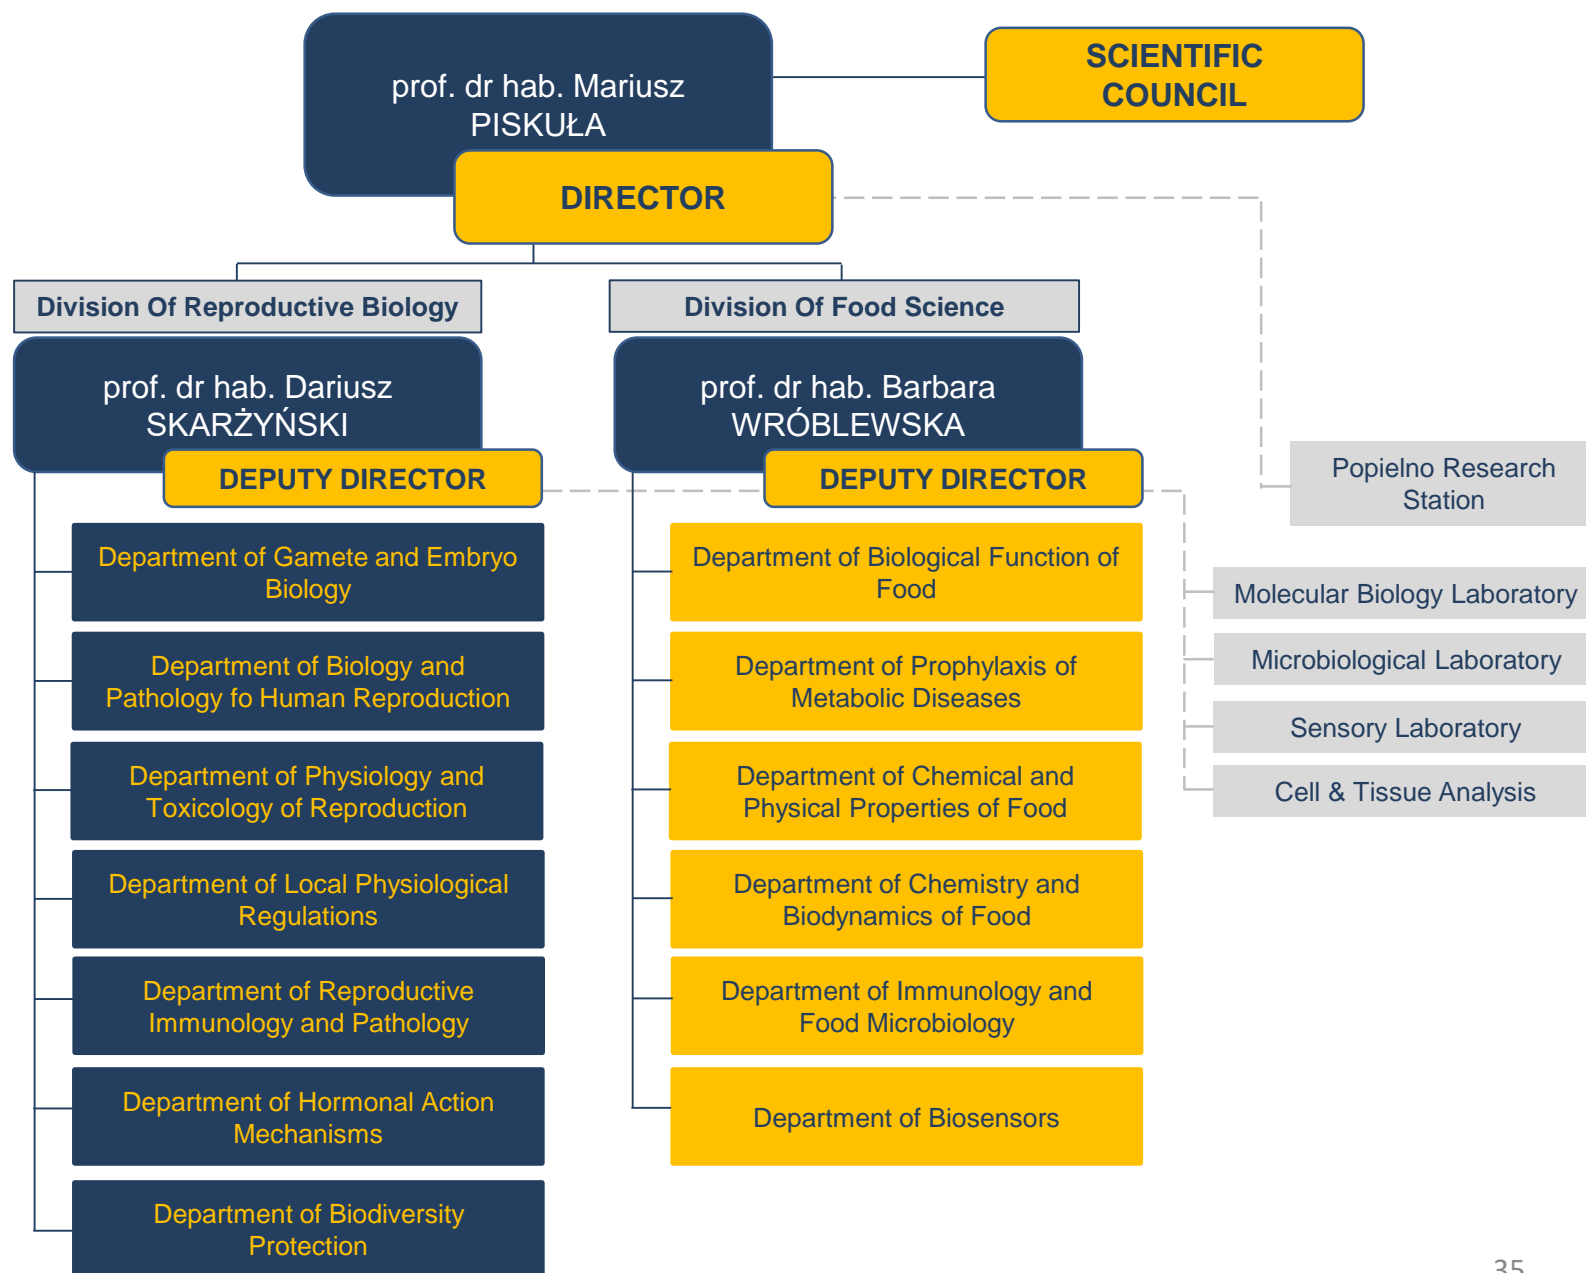 prof. dr hab. Mariusz
PISKUŁA
DIRECTOR
SCIENTIFIC
COUNCIL
Division Of Reproductive Biology
prof. dr hab. Dariusz
SKARŻYŃSKI
DEPUTY DIRECTOR
Department of Gamete and Embryo
Biology
Department of Biology and
Pathology fo Human Reproduction
Department of Physiology and
Toxicology of Reproduction
Department of Local Physiological
Regulations
Department of Reproductive
Immunology and Pathology
Department of Hormonal Action
Mechanisms
Department of Biodiversity
Protection
Division Of Food Science
prof. dr hab. Barbara
WRÓBLEWSKA
DEPUTY DIRECTOR
Department of Biological Function of
Food
Department of Prophylaxis of
Metabolic Diseases
Department of Chemical and
Physical Properties of Food
Department of Chemistry and
Biodynamics of Food
Department of Immunology and
Food Microbiology
Department of Biosensors
Popielno Research
Station
Molecular Biology Laboratory
Microbiological Laboratory
Sensory Laboratory
Cell & Tissue Analysis
35